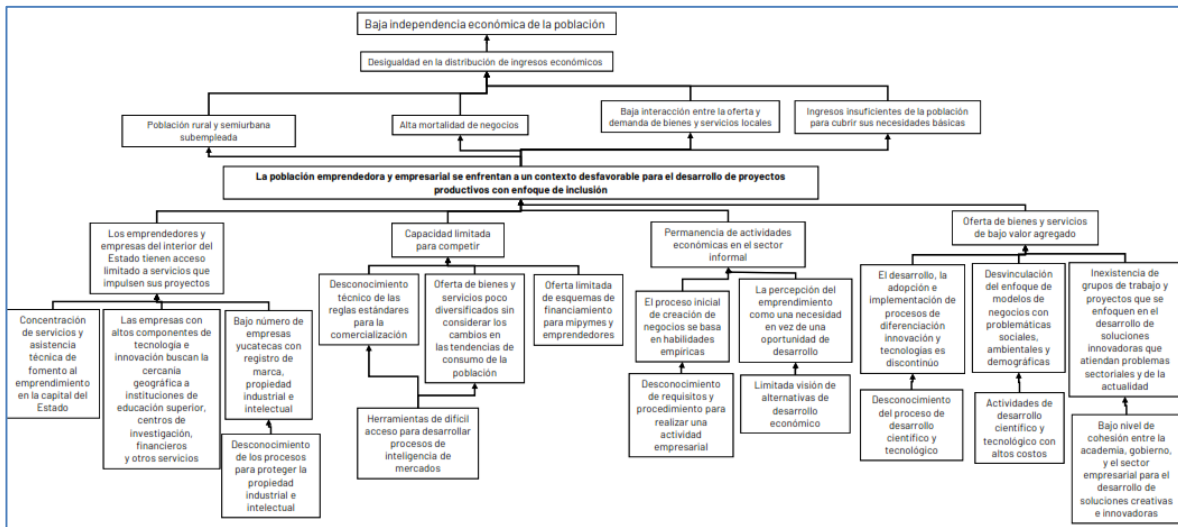 Baja independencia económica de la población
Desigualdad en la distribución de ingresos económicos
Población rural y semiurbana
subempleada
Alta mortalidad de negocios
Baja interacción entre la oferta y
demanda de bienes y servicios locales
Ingresos insuficientes de la población
para cubrir sus necesidades básicas
La población emprendedora y empresarial se enfrentan a un contexto desfavorable para el desarrollo de proyectos
productivos con enfoque de inclusión
Los emprendedores y
empresas del interior del
Estado tienen acceso
limitado a servicios que
impulsen sus proyectos
Capacidad limitada
para competir
Permanencia de actividades
económicas en el sector
informal
Oferta de bienes y servicios
de bajo valor agregado
Concentración
de servicios y
asistencia
técnica de
fomento al
emprendimiento
en la capital del
Estado
Las empresas con
altos componentes de
tecnología e
innovación buscan la
cercanía
geográfica a
instituciones de
educación superior,
centros de
investigación,
financieros
y otros servicios
Bajo número de
empresas
yucatecas con
registro de
marca,
propiedad
industrial e
intelectual
Desconocimiento
de los procesos
para proteger la
propiedad
industrial e
intelectual
Desconocimiento
técnico de las
reglas estándares
para la
comercialización
Oferta de bienes y
servicios poco
diversificados sin
considerar los
cambios en
las tendencias de
consumo de la
población
Oferta limitada
de esquemas de
financiamiento
para mipymes y
emprendedores
Herramientas de difícil
acceso para desarrollar
procesos de
inteligencia de
mercados
El proceso inicial
de creación de
negocios se basa
en habilidades
empíricas
La percepción del
emprendimiento
como una necesidad
en vez de una
oportunidad de
desarrollo
Desconocimiento
de requisitos y
procedimiento para
realizar una
actividad
empresarial
Limitada visión de
alternativas de
desarrollo
económico
El desarrollo, la
adopción e
implementación de
procesos de
diferenciación
innovación y
tecnologías es
discontinúo
Desvinculación
del enfoque de
modelos de
negocios con
problemáticas
sociales,
ambientales y
demográficas
Inexistencia de
grupos de trabajo y
proyectos que se
enfoquen en el
desarrollo de
soluciones
innovadoras que
atiendan problemas
sectoriales y de la
actualidad
Desconocimiento
del proceso de
desarrollo
científico y
tecnológico
Actividades de
desarrollo
científico y
tecnológico con
altos costos
Bajo nivel de
cohesión entre la
academia, gobierno,
y el sector
empresarial para el
desarrollo de
soluciones creativas
e innovadoras